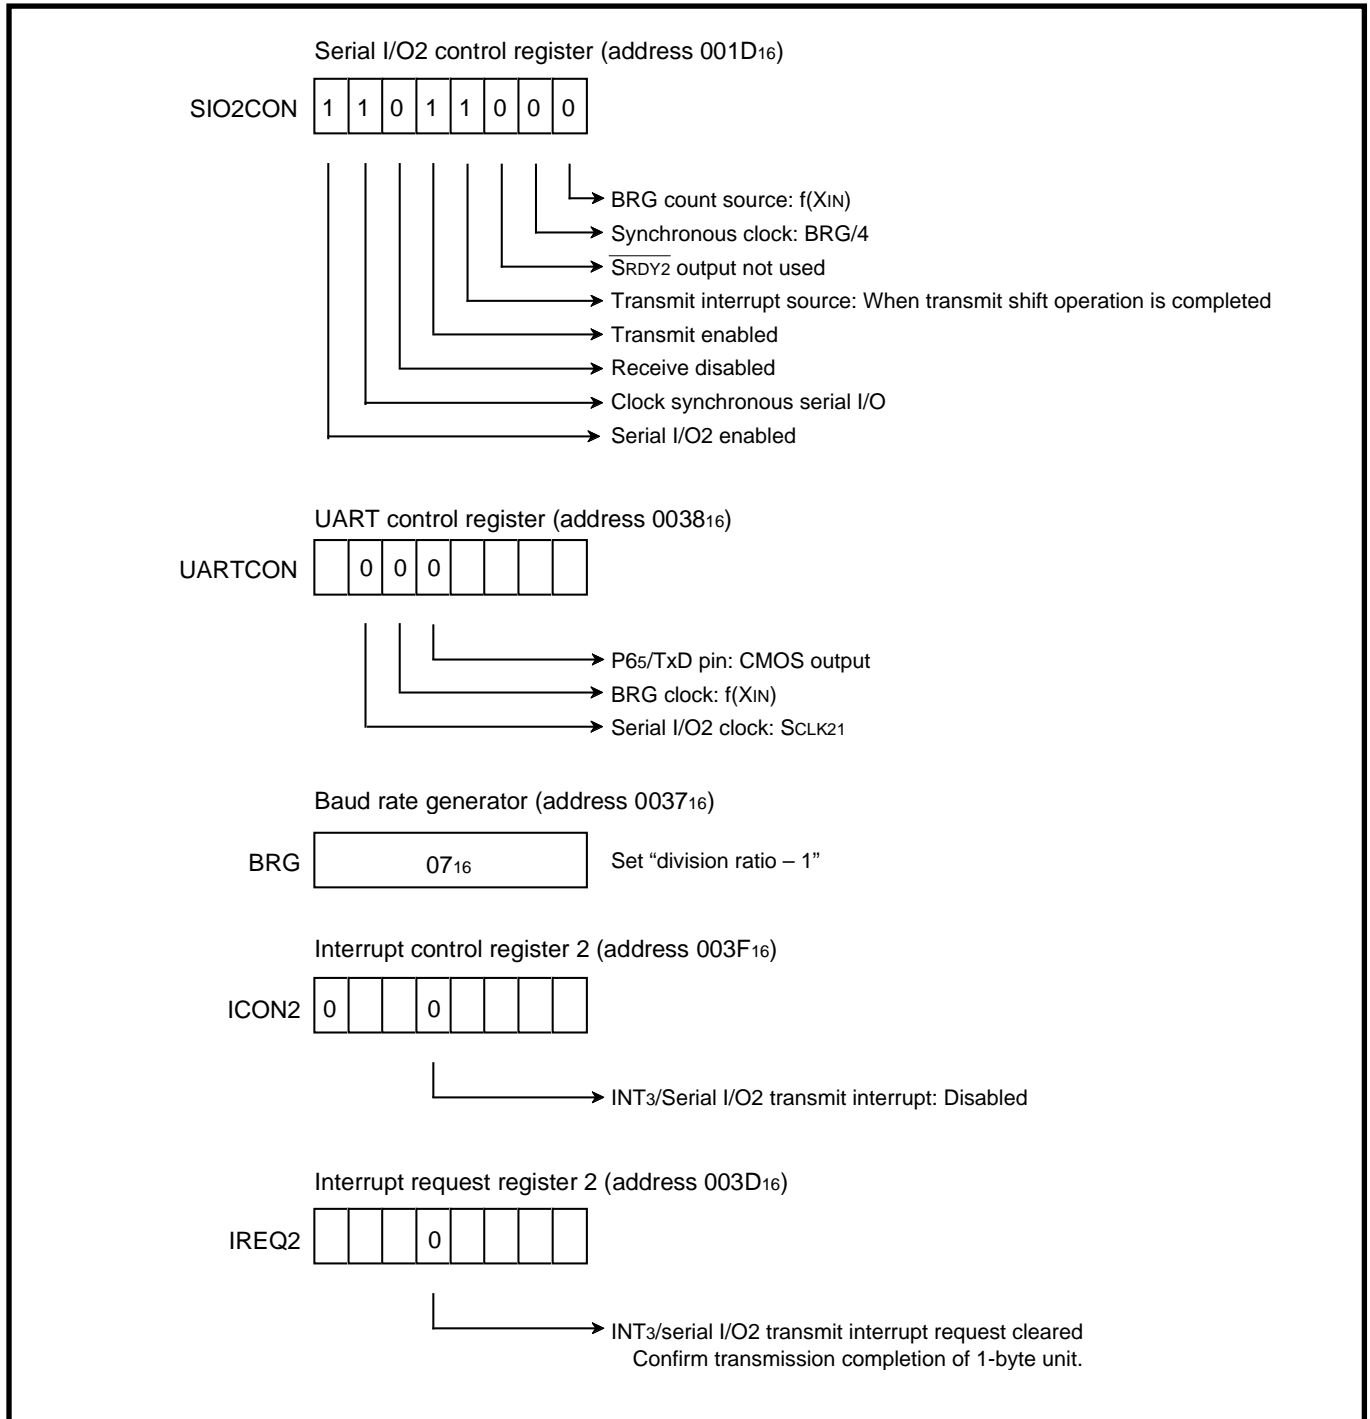 Serial I/O2 control register (address 001D16)
SIO2CON 1 1 0 1 1 0 0 0
BRG count source: f(XIN)
Synchronous clock: BRG/4
SRDY2 output not used
Transmit interrupt source: When transmit shift operation is completed
Transmit enabled
Receive disabled
Clock synchronous serial I/O
Serial I/O2 enabled
UART control register (address 003816)
UARTCON 0 0 0
P65/TxD pin: CMOS output
BRG clock: f(XIN)
Serial I/O2 clock: SCLK21
Baud rate generator (address 003716)
BRG 0716 Set “division ratio – 1”
Interrupt control register 2 (address 003F16)
ICON2 0 0
INT3/Serial I/O2 transmit interrupt: Disabled
Interrupt request register 2 (address 003D16)
IREQ2 0
INT3/serial I/O2 transmit interrupt request cleared
Confirm transmission completion of 1-byte unit.